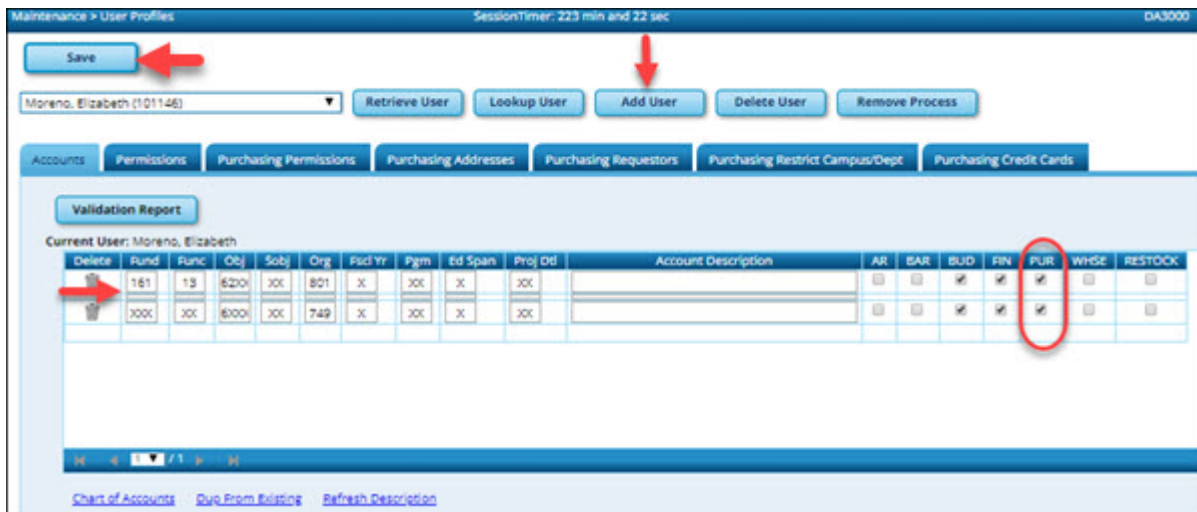 Maintenance > User Profiles SessionTimer: 223 min and 22 sec DA3000
Save
Moreno, Elizabeth (101146) Retrieve User Lookup User Add User Delete User Remove Process
Accounts Permissions Purchasing Permissions Purchasing Addresses Purchasing Requestors Purchasing Restrict Campus/Dept Purchasing Credit Cards
Validation Report
Current User: Moreno, Elizabeth
Delete Fund Func Obj Sobj Org Fscl Yr Pgm Ed Span Proj Dtl Account Description AR BAR BUD FIN PUR WHSE RESTOCK
161 13 62XX XX 801 X XX X XX
XXX XX 6XXX XX 749 X XX X XX
1 / 1
Chart of Accounts Dup From Existing Refresh Description